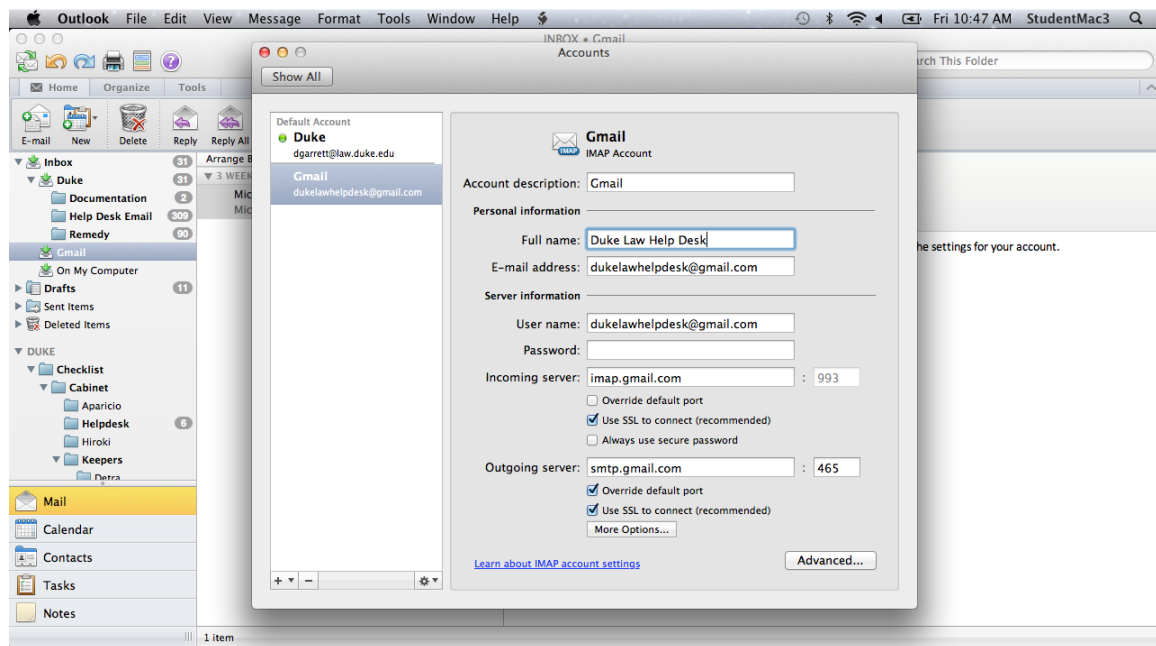 Outlook File Edit View Message Format Tools Window Help Fri 10:47 AM StudentMac3
INBOX • Gmail
Accounts
Show All
arch This Folder
Home Organize Tools
E-mail New Delete Reply Reply All
Arrange B
▼ 3 WEEK
Mic
Mic
Inbox 31
Duke 31
Documentation 2
Help Desk Email 309
Remedy 90
Gmail
On My Computer
Drafts 11
Sent Items
Deleted Items
DUKE
Checklist
Cabinet
Aparicio
Helpdesk 6
Hiroki
Keepers
Detra
Mail
Calendar
Contacts
Tasks
Notes
1 item
Default Account
Duke
dgarrett@law.duke.edu
Gmail
dukelawhelpdesk@gmail.com
Gmail
IMAP
IMAP Account
Account description: Gmail
Personal information
Full name: Duke Law Help Desk
E-mail address: dukelawhelpdesk@gmail.com
Server information
User name: dukelawhelpdesk@gmail.com
Password:
Incoming server: imap.gmail.com : 993
Override default port
Use SSL to connect (recommended)
Always use secure password
Outgoing server: smtp.gmail.com : 465
Override default port
Use SSL to connect (recommended)
More Options...
Learn about IMAP account settings
Advanced...
+ ▼ −
he settings for your account.